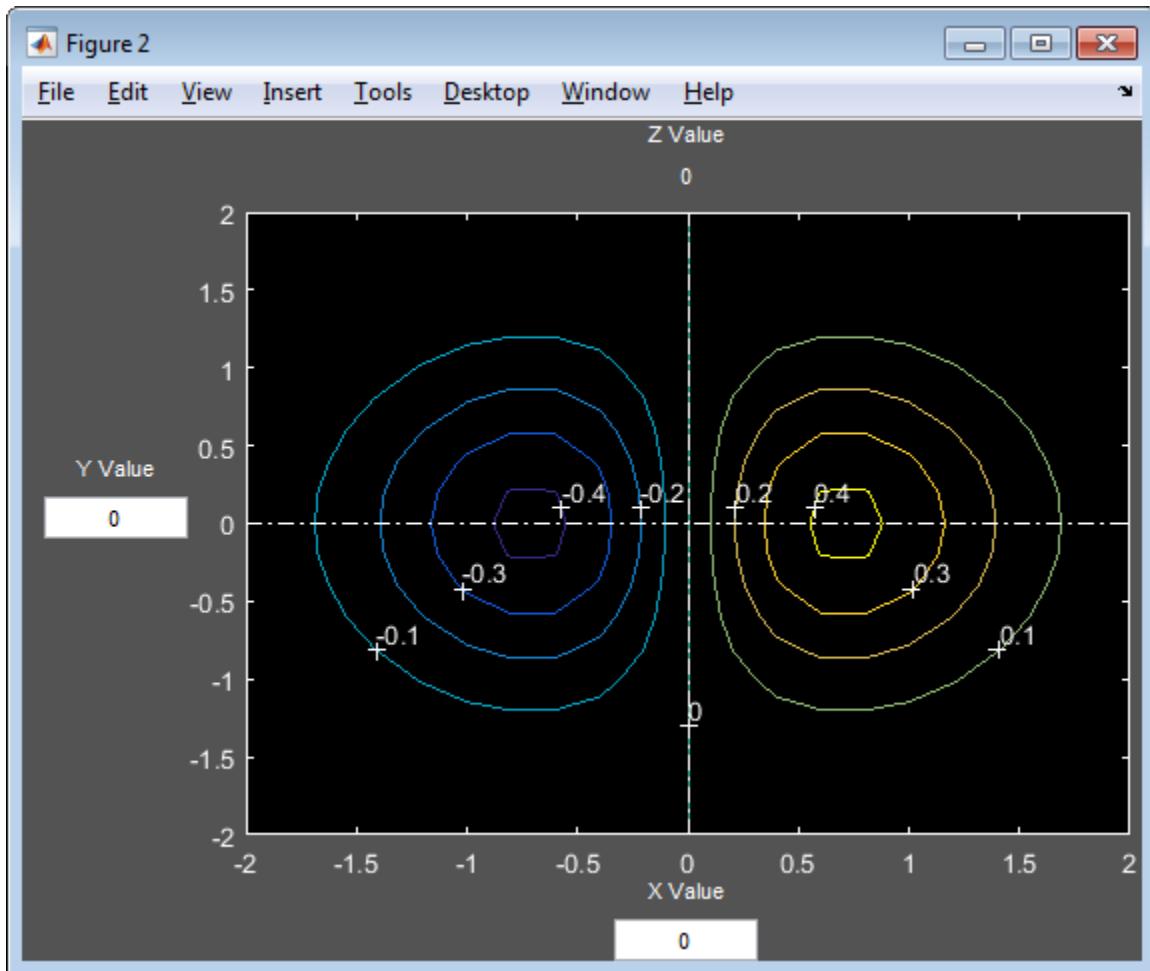 Figure 2
File Edit View Insert Tools Desktop Window Help
Z Value
0
2
1.5
1
0.5
0
-0.5
-1
-1.5
-2
Y Value
0
-0.4 -0.2 0.2 0.4
-0.3 0.3
-0.1 0.1
0
-2 -1.5 -1 -0.5 0 0.5 1 1.5 2
X Value
0